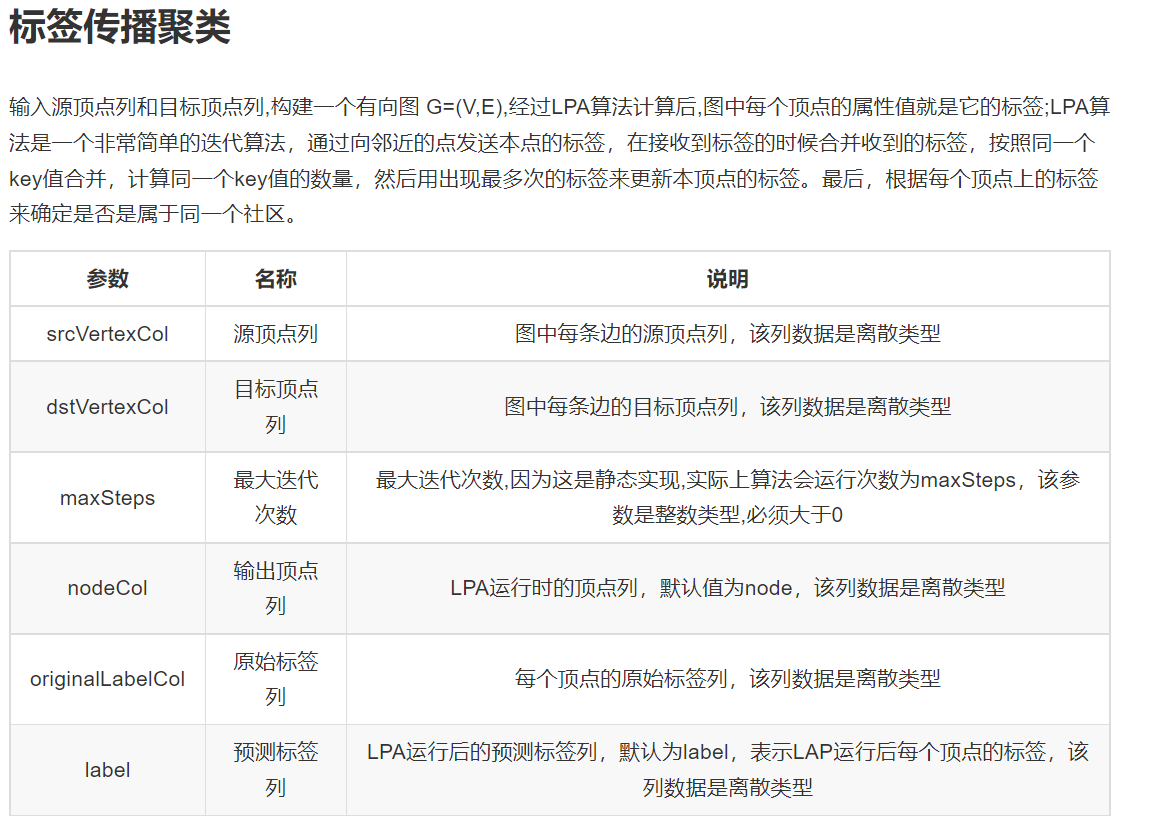 标签传播聚类
输入源顶点列和目标顶点列,构建一个有向图 G=(V,E),经过LPA算法计算后,图中每个顶点的属性值就是它的标签;LPA算
法是一个非常简单的迭代算法，通过向邻近的点发送本点的标签，在接收到标签的时候合并收到的标签，按照同一个
key值合并，计算同一个key值的数量，然后用出现最多次的标签来更新本顶点的标签。最后，根据每个顶点上的标签
来确定是否是属于同一个社区。
参数 名称 说明
srcVertexCol 源顶点列 图中每条边的源顶点列，该列数据是离散类型
dstVertexCol 目标顶点
列 图中每条边的目标顶点列，该列数据是离散类型
maxSteps 最大迭代
次数 最大迭代次数,因为这是静态实现,实际上算法会运行次数为maxSteps，该参
数是整数类型,必须大于0
nodeCol 输出顶点
列 LPA运行时的顶点列，默认值为node，该列数据是离散类型
originalLabelCol 原始标签
列 每个顶点的原始标签列，该列数据是离散类型
label 预测标签
列 LPA运行后的预测标签列，默认为label，表示LAP运行后每个顶点的标签，该
列数据是离散类型